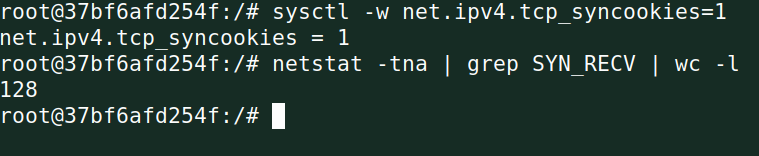 root@37bf6afd254f:/# sysctl -w net.ipv4.tcp_syncookies=1
net.ipv4.tcp_syncookies = 1
root@37bf6afd254f:/# netstat -tna | grep SYN_RECV | wc -l
128
root@37bf6afd254f:/#